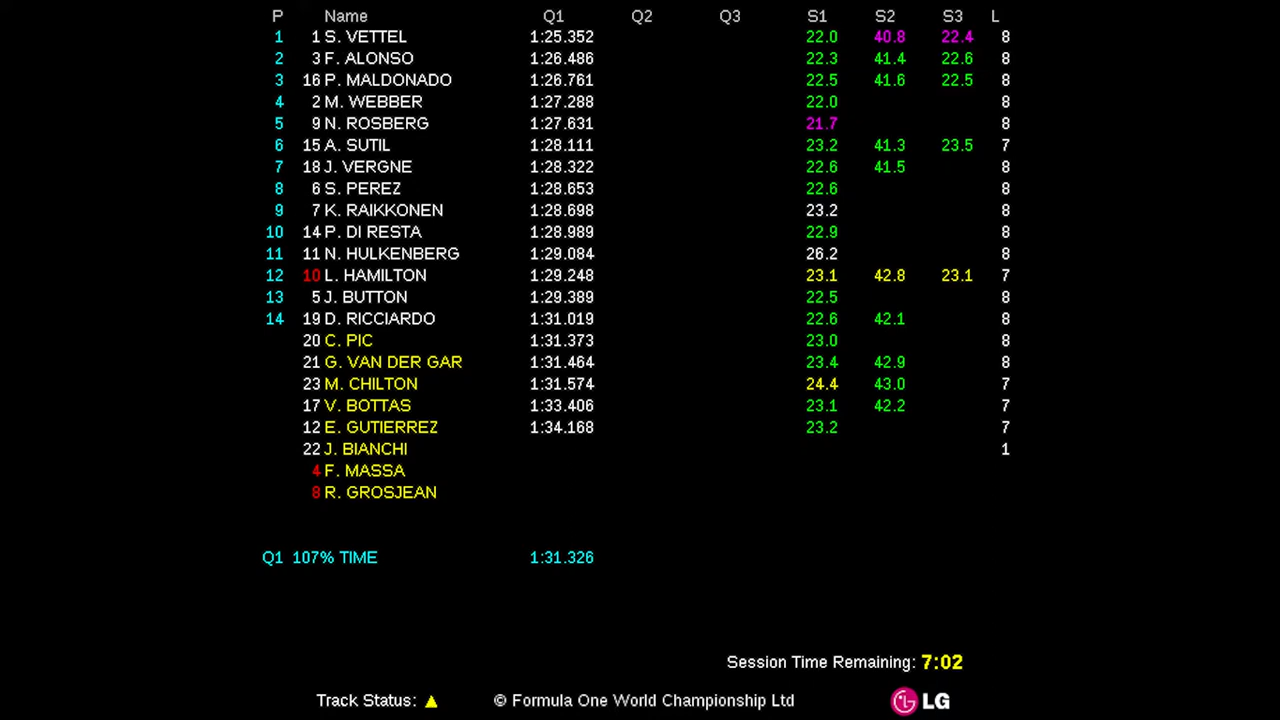 P Name Q1 Q2 Q3 S1 S2 S3 L
1 1 S. VETTEL 1:25.352 22.0 40.8 22.4 8
2 3 F. ALONSO 1:26.486 22.3 41.4 22.6 8
3 16 P. MALDONADO 1:26.761 22.5 41.6 22.5 8
4 2 M. WEBBER 1:27.288 22.0 8
5 9 N. ROSBERG 1:27.631 21.7 8
6 15 A. SUTIL 1:28.111 23.2 41.3 23.5 7
7 18 J. VERGNE 1:28.322 22.6 41.5 8
8 6 S. PEREZ 1:28.653 22.6 8
9 7 K. RAIKKONEN 1:28.698 23.2 8
10 14 P. DI RESTA 1:28.989 22.9 8
11 11 N. HULKENBERG 1:29.084 26.2 8
12 10 L. HAMILTON 1:29.248 23.1 42.8 23.1 7
13 5 J. BUTTON 1:29.389 22.5 8
14 19 D. RICCIARDO 1:31.019 22.6 42.1 8
20 C. PIC 1:31.373 23.0 8
21 G. VAN DER GAR 1:31.464 23.4 42.9 8
23 M. CHILTON 1:31.574 24.4 43.0 7
17 V. BOTTAS 1:33.406 23.1 42.2 7
12 E. GUTIERREZ 1:34.168 23.2 7
22 J. BIANCHI 1
4 F. MASSA
8 R. GROSJEAN
Q1 107% TIME 1:31.326
Session Time Remaining: 7:02
Track Status: © Formula One World Championship Ltd LG